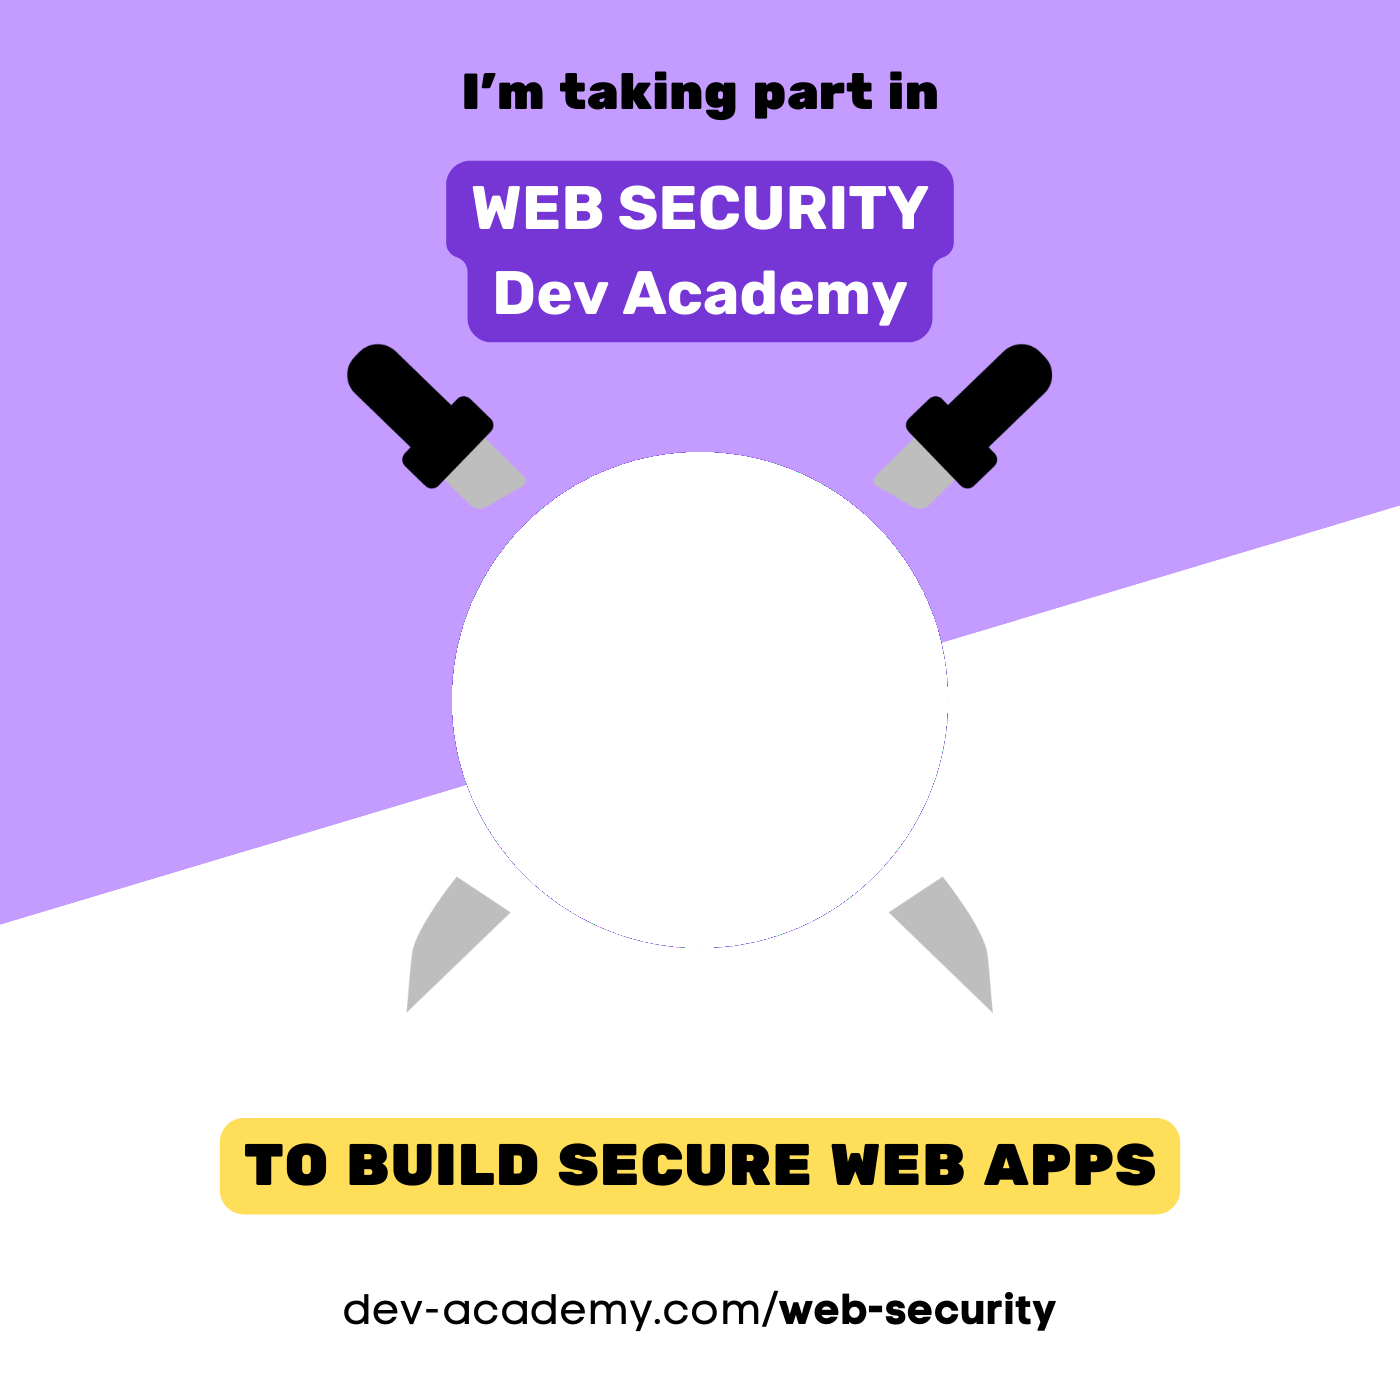 I’m taking part in
WEB SECURITY
Dev Academy
TO BUILD SECURE WEB APPS
dev-academy.com/web-security